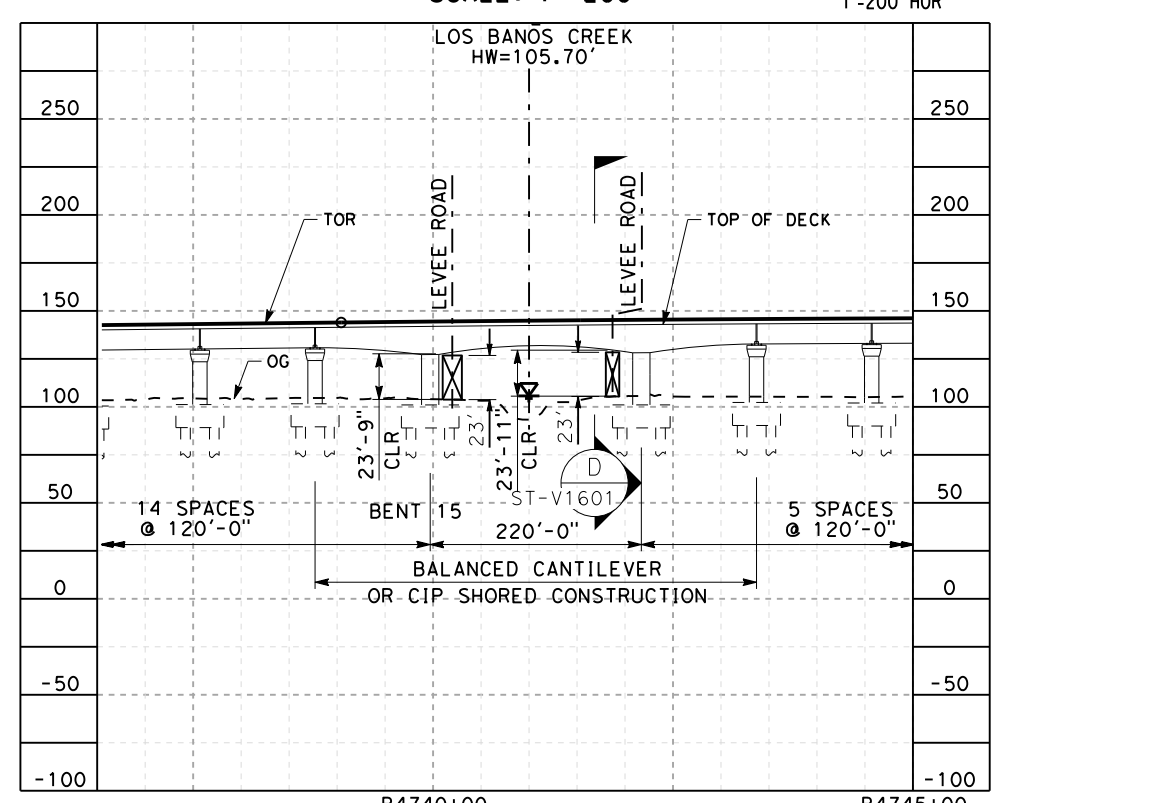 LOS BANOS CREEK
HW=105.70'
250
250
200
200
LEVEE ROAD
LEVEE ROAD
TOR
TOP OF DECK
150
150
OG
100
100
23'-9" CLR
23'
23'-11" CLR
23'
D
ST-V1601
50
50
14 SPACES
@ 120'-0"
BENT 15
220'-0"
5 SPACES
@ 120'-0"
BALANCED CANTILEVER
OR CIP SHORED CONSTRUCTION
0
0
-50
-50
-100
-100